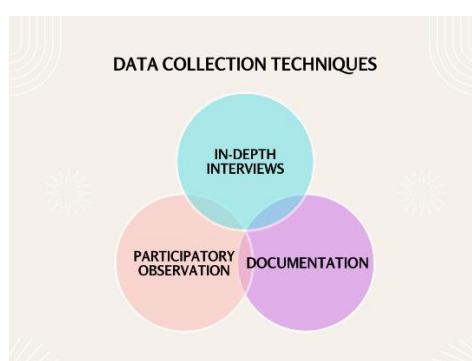 DATA COLLECTION TECHNIQUES
IN-DEPTH
INTERVIEWS
PARTICIPATORY
OBSERVATION
DOCUMENTATION